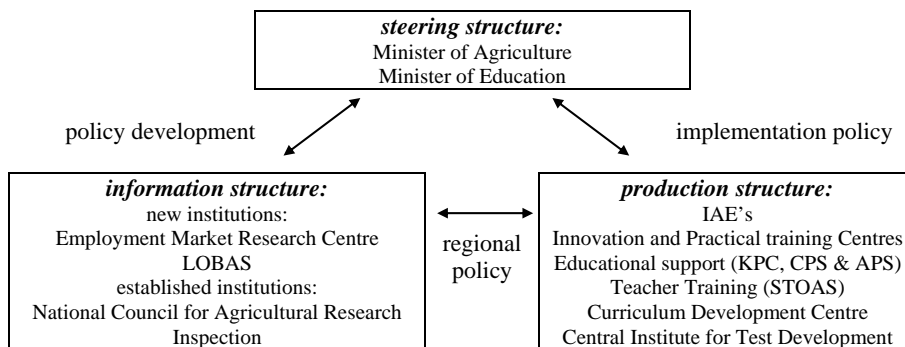 steering structure:
Minister of Agriculture
Minister of Education
policy development
implementation policy
information structure:
new institutions:
Employment Market Research Centre
LOBAS
established institutions:
National Council for Agricultural Research
Inspection
regional
policy
production structure:
IAE's
Innovation and Practical training Centres
Educational support (KPC, CPS & APS)
Teacher Training (STOAS)
Curriculum Development Centre
Central Institute for Test Development